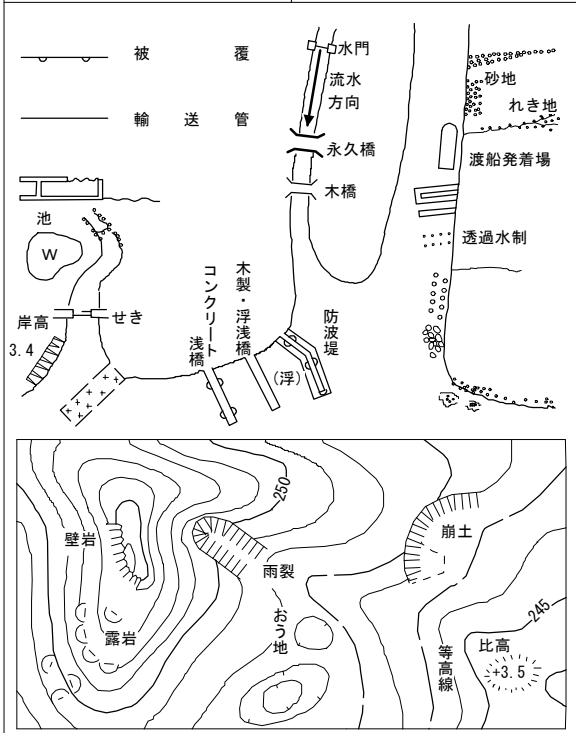 被覆
輸送管
水門
流水
方向
永久橋
木橋
砂地
れき地
渡船発着場
透過水制
池
W
せき
岸高
3.4
コンクリート
浅橋
木製・浮浅橋
防波堤
(浮)
250
壁岩
露岩
雨裂
おう地
崩土
等高線
245
比高
+3.5